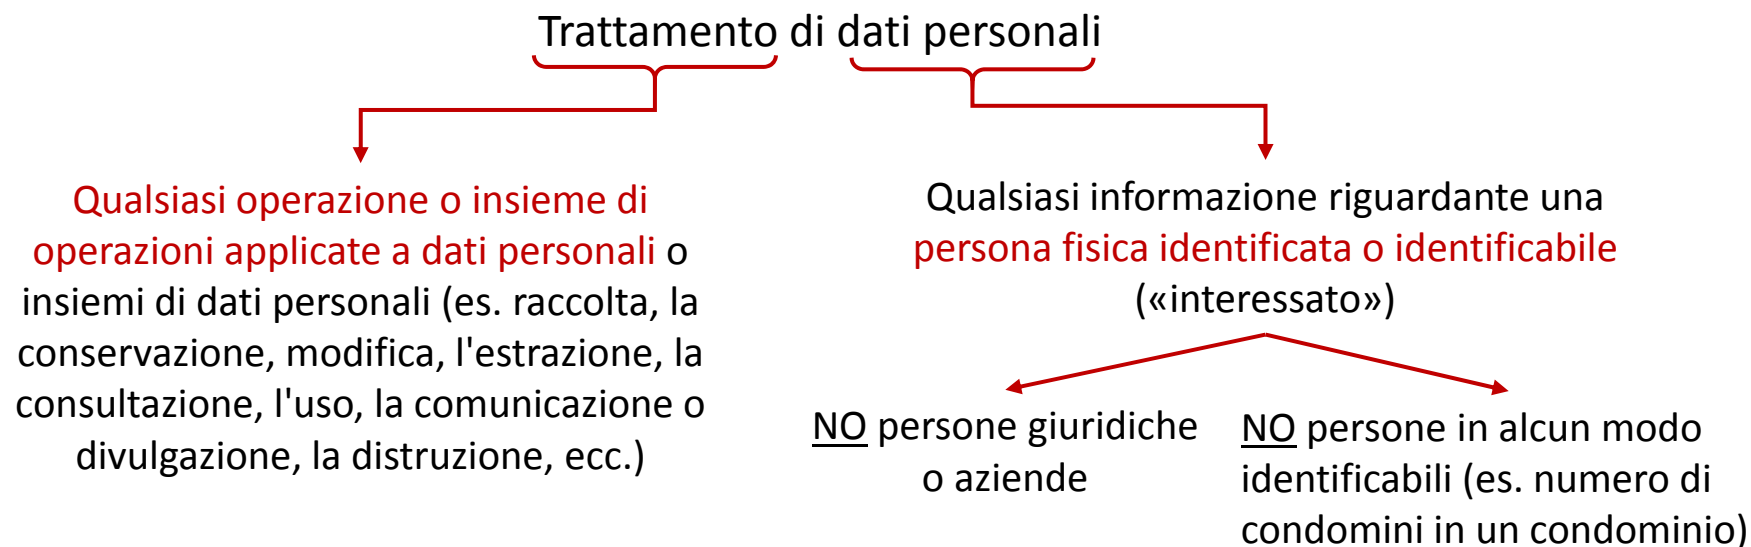 Trattamento di dati personali
Qualsiasi operazione o insieme di
operazioni applicate a dati personali o
insiemi di dati personali (es. raccolta, la
conservazione, modifica, l'estrazione, la
consultazione, l'uso, la comunicazione o
divulgazione, la distruzione, ecc.)
Qualsiasi informazione riguardante una
persona fisica identificata o identificabile
(«interessato»)
NO persone giuridiche
o aziende
NO persone in alcun modo
identificabili (es. numero di
condomini in un condominio)